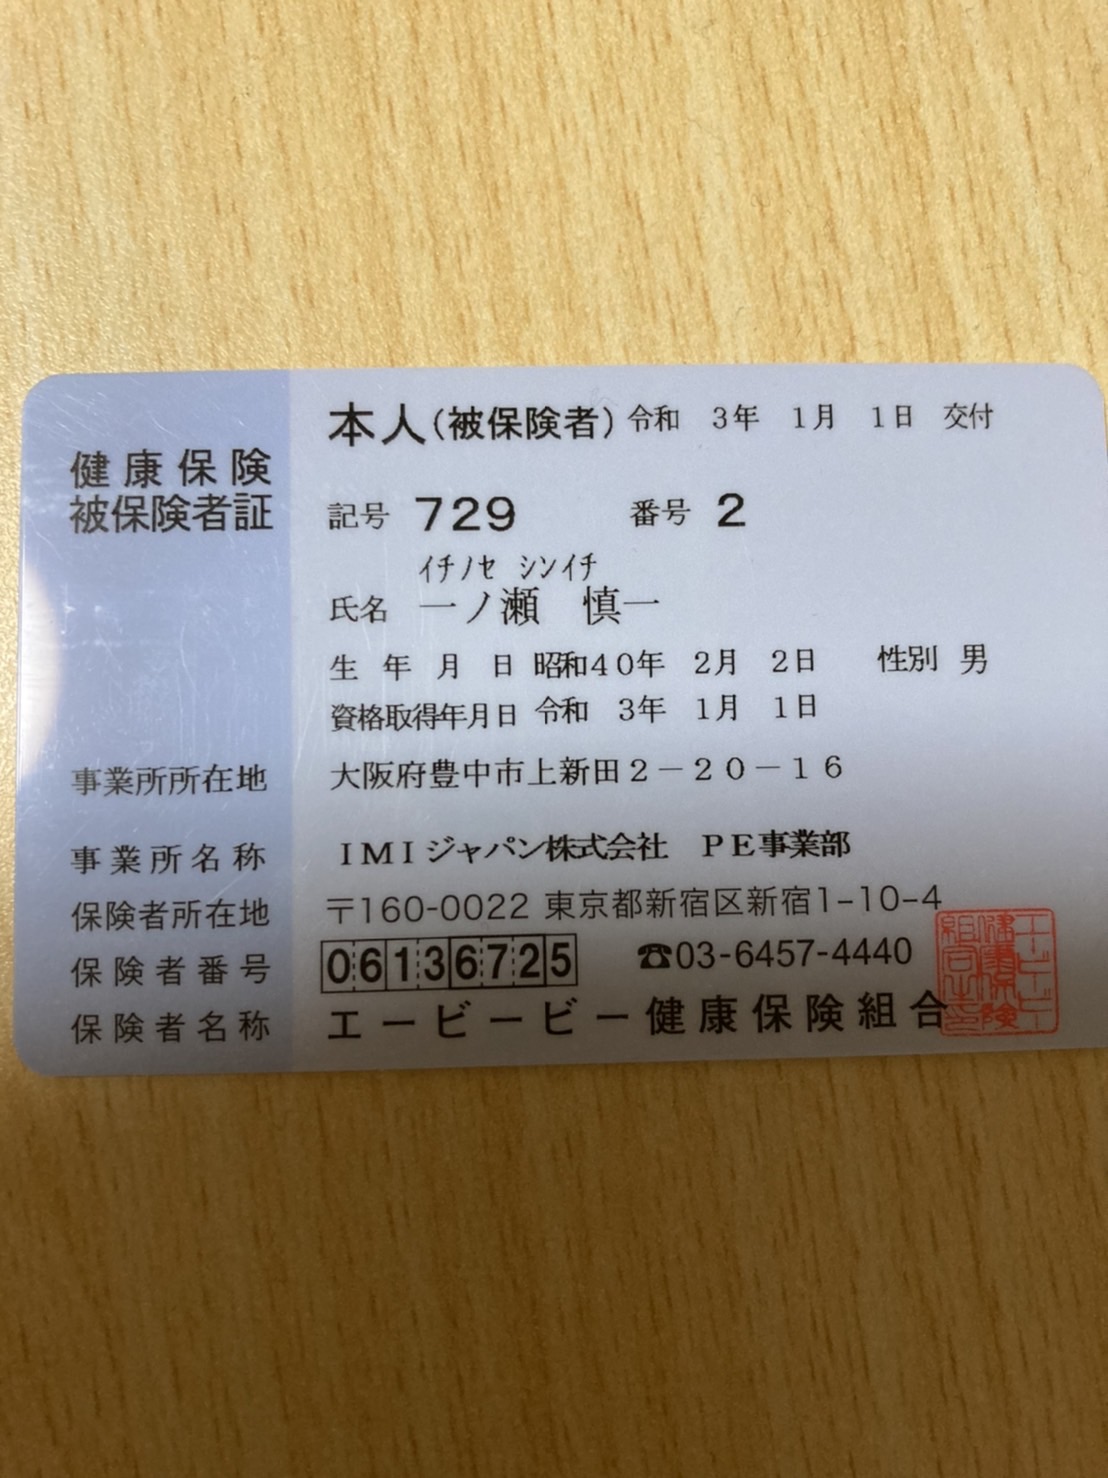 健康保険
被保険者証
本人(被保険者) 令和 3年 1月 1日 交付
記号 729 番号 2
ｲﾁﾉｾ ｼﾝｲﾁ
氏名 一ノ瀬 慎一
生年月日 昭和40年 2月 2日 性別 男
資格取得年月日 令和 3年 1月 1日
事業所所在地 大阪府豊中市上新田2-20-16
事業所名称 IMIジャパン株式会社 PE事業部
保険者所在地 〒160-0022 東京都新宿区新宿1-10-4
保険者番号 06136725 ☎03-6457-4440
保険者名称 エービービー健康保険組合